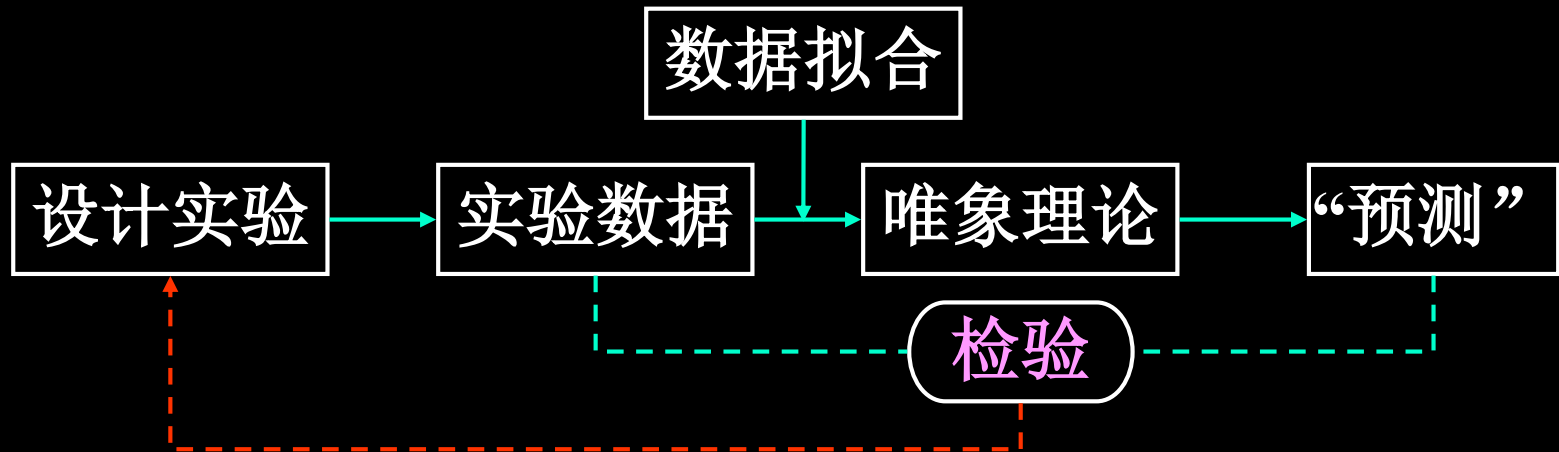 数据拟合
设计实验
实验数据
唯象理论
“预测”
检验